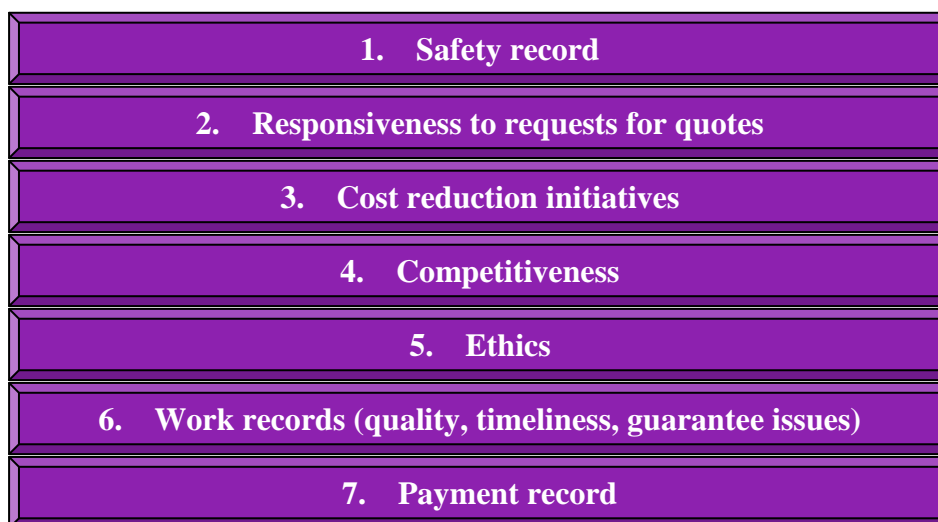 1. Safety record
2. Responsiveness to requests for quotes
3. Cost reduction initiatives
4. Competitiveness
5. Ethics
6. Work records (quality, timeliness, guarantee issues)
7. Payment record